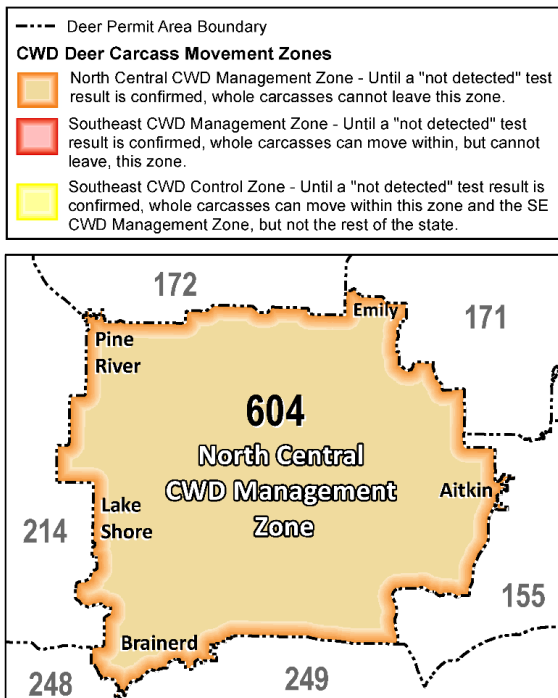 Deer Permit Area Boundary
CWD Deer Carcass Movement Zones
North Central CWD Management Zone - Until a "not detected" test
result is confirmed, whole carcasses cannot leave this zone.
Southeast CWD Management Zone - Until a "not detected" test
result is confirmed, whole carcasses can move within, but cannot
leave, this zone.
Southeast CWD Control Zone - Until a "not detected" test result is
confirmed, whole carcasses can move within this zone and the SE
CWD Management Zone, but not the rest of the state.
172
Emily
171
Pine
River
604
North Central
CWD Management
Zone
Aitkin
Lake
Shore
214
155
Brainerd
248
249